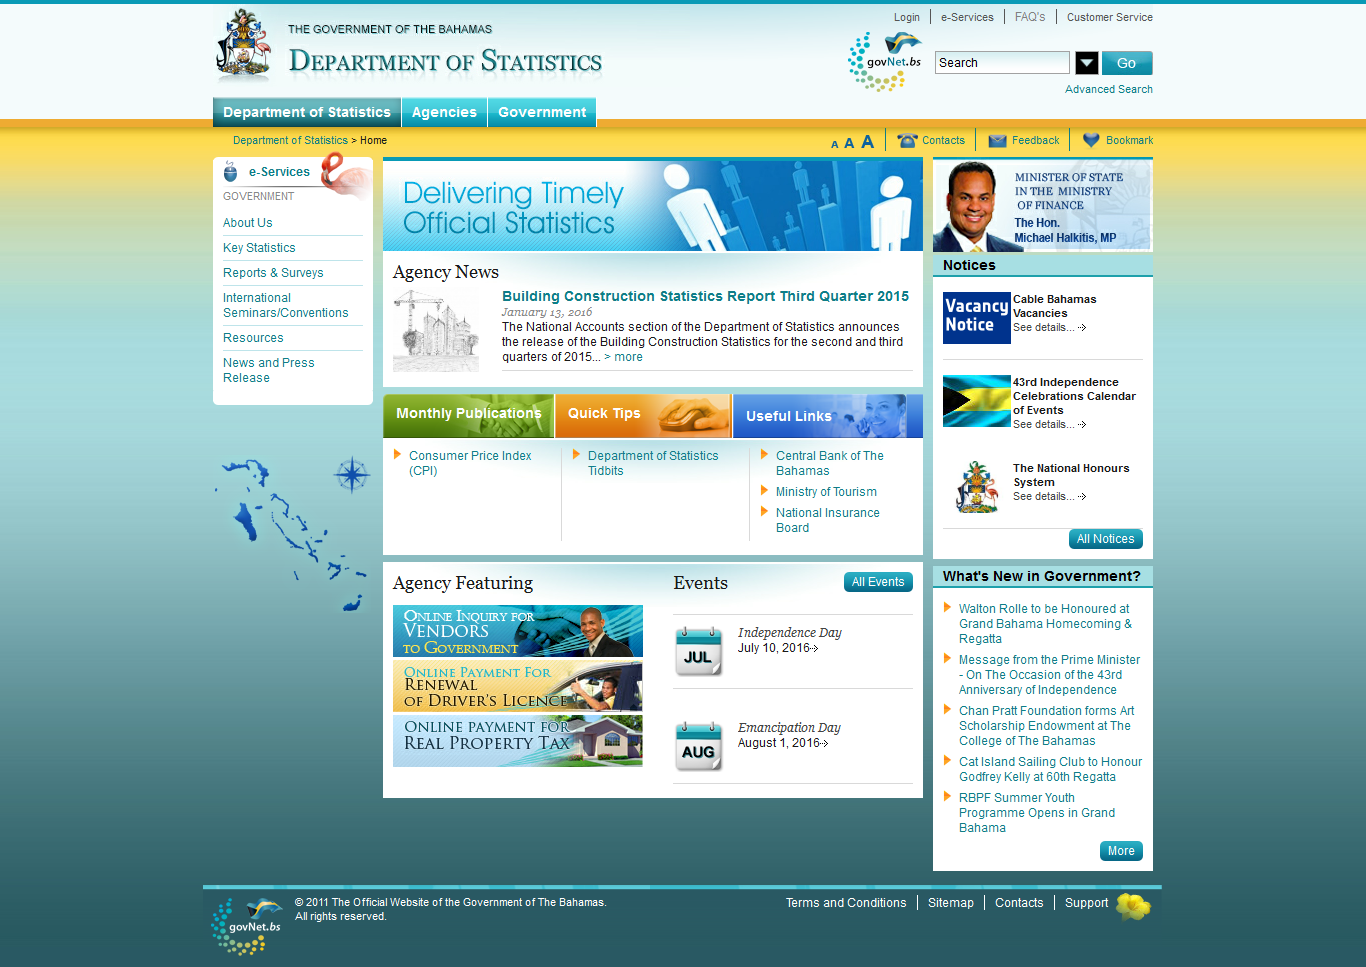 Login
e-Services
FAQ's
Customer Service
THE GOVERNMENT OF THE BAHAMAS
DEPARTMENT OF STATISTICS
govNet.bs
Search
Go
Advanced Search
Department of Statistics
Agencies
Government
Department of Statistics > Home
A A A
Contacts
Feedback
Bookmark
e-Services
GOVERNMENT
About Us
Key Statistics
Reports & Surveys
International
Seminars/Conventions
Resources
News and Press
Release
Delivering Timely
Official Statistics
Agency News
Building Construction Statistics Report Third Quarter 2015
January 13, 2016
The National Accounts section of the Department of Statistics announces
the release of the Building Construction Statistics for the second and third
quarters of 2015... > more
Monthly Publications
Quick Tips
Useful Links
Consumer Price Index
(CPI)
Department of Statistics
Tidbits
Central Bank of The
Bahamas
Ministry of Tourism
National Insurance
Board
Agency Featuring
ONLINE INQUIRY FOR
VENDORS
TO GOVERNMENT
ONLINE PAYMENT FOR
RENEWAL
OF DRIVER'S LICENCE
ONLINE PAYMENT FOR
REAL PROPERTY TAX
Events
All Events
JUL
Independence Day
July 10, 2016
AUG
Emancipation Day
August 1, 2016
MINISTER OF STATE
IN THE MINISTRY
OF FINANCE
The Hon.
Michael Halkitis, MP
Notices
Vacancy
Notice
Cable Bahamas
Vacancies
See details...
43rd Independence
Celebrations Calendar
of Events
See details...
The National Honours
System
See details...
All Notices
What's New in Government?
Walton Rolle to be Honoured at
Grand Bahama Homecoming &
Regatta
Message from the Prime Minister
- On The Occasion of the 43rd
Anniversary of Independence
Chan Pratt Foundation forms Art
Scholarship Endowment at The
College of The Bahamas
Cat Island Sailing Club to Honour
Godfrey Kelly at 60th Regatta
RBPF Summer Youth
Programme Opens in Grand
Bahama
More
govNet.bs
© 2011 The Official Website of the Government of The Bahamas.
All rights reserved.
Terms and Conditions
Sitemap
Contacts
Support